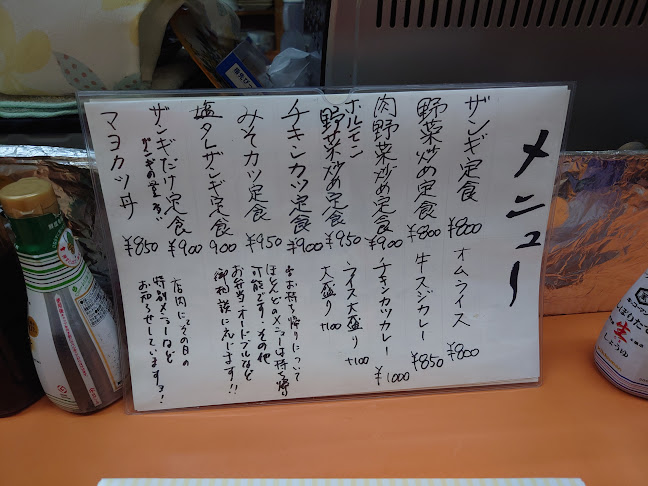 メニュー
ザンギ定食 ¥800
野菜炒め定食 ¥800
肉野菜炒め定食 ¥900
ホルモン
野菜炒め定食 ¥950
チキンカツ定食 ¥900
みそカツ定食 ¥950
塩タレザンギ定食 900
ザンギだけ定食 ¥900
マヨカツ丼 ¥850
オムライス ¥800
牛スジカレー ¥850
チキンカツカレー ¥1000
ライス大盛り +100
大盛り +100
お持ち帰りについて
ほとんどのメニューは持ち帰り
可能です!その他
お弁当・オードブルなど
御相談に応じます!!
店内にその日の
特別メニューなど
お知らせしています!!
生
しょうゆ